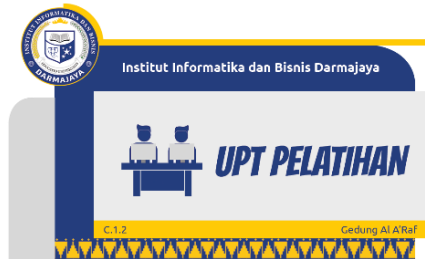 INSTITUT INFORMATIKA DAN BISNIS
DARMAJAYA
Institut Informatika dan Bisnis Darmajaya
UPT PELATIHAN
C.1.2
Gedung Al A'Raf